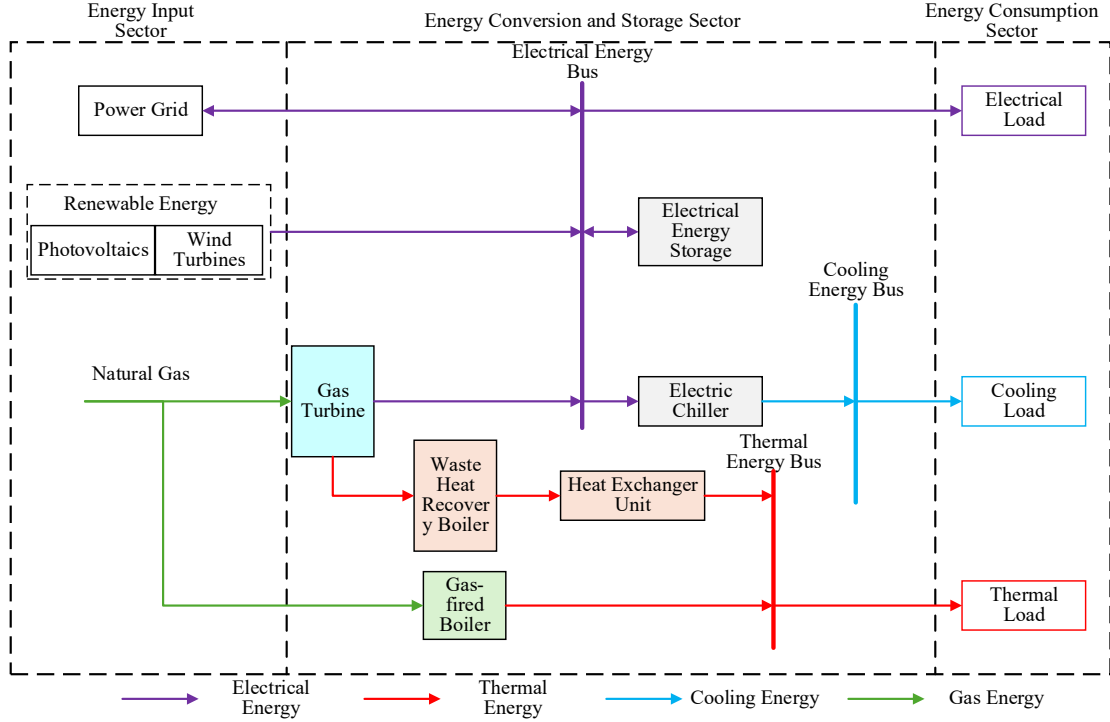 Energy Input
Sector
Energy Conversion and Storage Sector
Energy Consumption
Sector
Electrical Energy
Bus
Power Grid
Electrical
Load
Renewable Energy
Photovoltaics
Wind
Turbines
Electrical
Energy
Storage
Cooling
Energy Bus
Natural Gas
Gas
Turbine
Electric
Chiller
Cooling
Load
Thermal
Energy Bus
Waste
Heat
Recover
y Boiler
Heat Exchanger
Unit
Gas-
fired
Boiler
Thermal
Load
Electrical
Energy
Thermal
Energy
Cooling Energy
Gas Energy